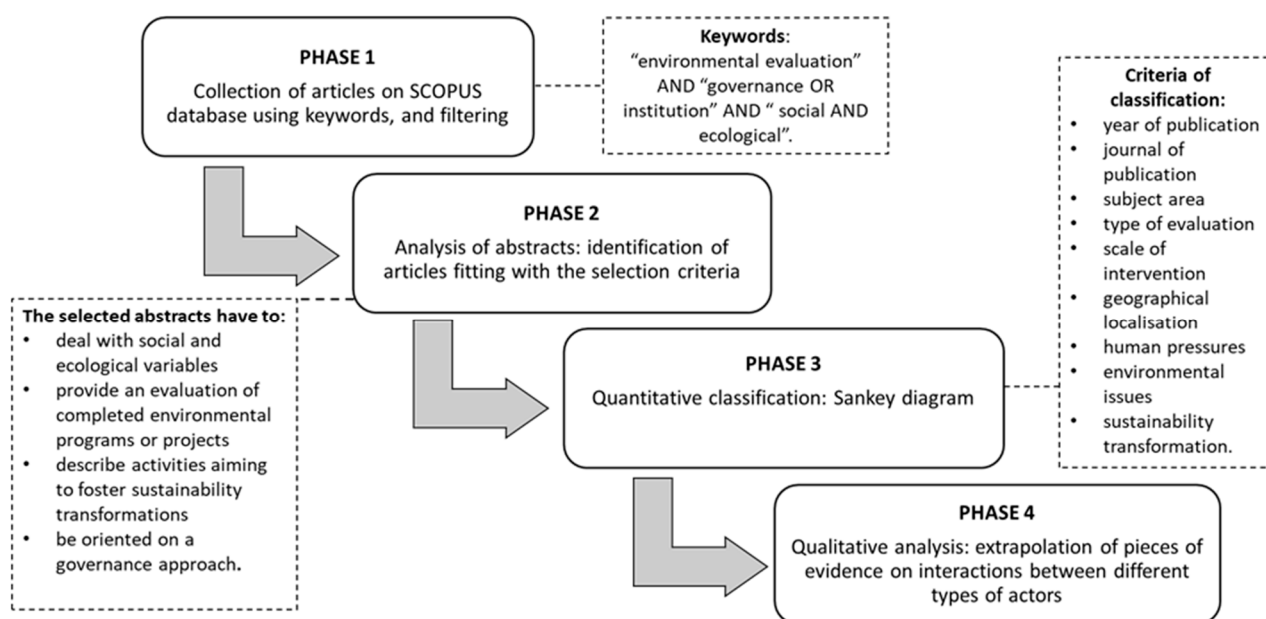 PHASE 1
Collection of articles on SCOPUS
database using keywords, and filtering
Keywords:
“environmental evaluation”
AND “governance OR
institution” AND “ social AND
ecological”.
PHASE 2
Analysis of abstracts: identification of
articles fitting with the selection criteria
The selected abstracts have to:
• deal with social and
ecological variables
• provide an evaluation of
completed environmental
programs or projects
• describe activities aiming
to foster sustainability
transformations
• be oriented on a
governance approach.
PHASE 3
Quantitative classification: Sankey diagram
Criteria of
classification:
• year of publication
• journal of
publication
• subject area
• type of evaluation
• scale of
intervention
• geographical
localisation
• human pressures
• environmental
issues
• sustainability
transformation.
PHASE 4
Qualitative analysis: extrapolation of pieces of
evidence on interactions between different
types of actors